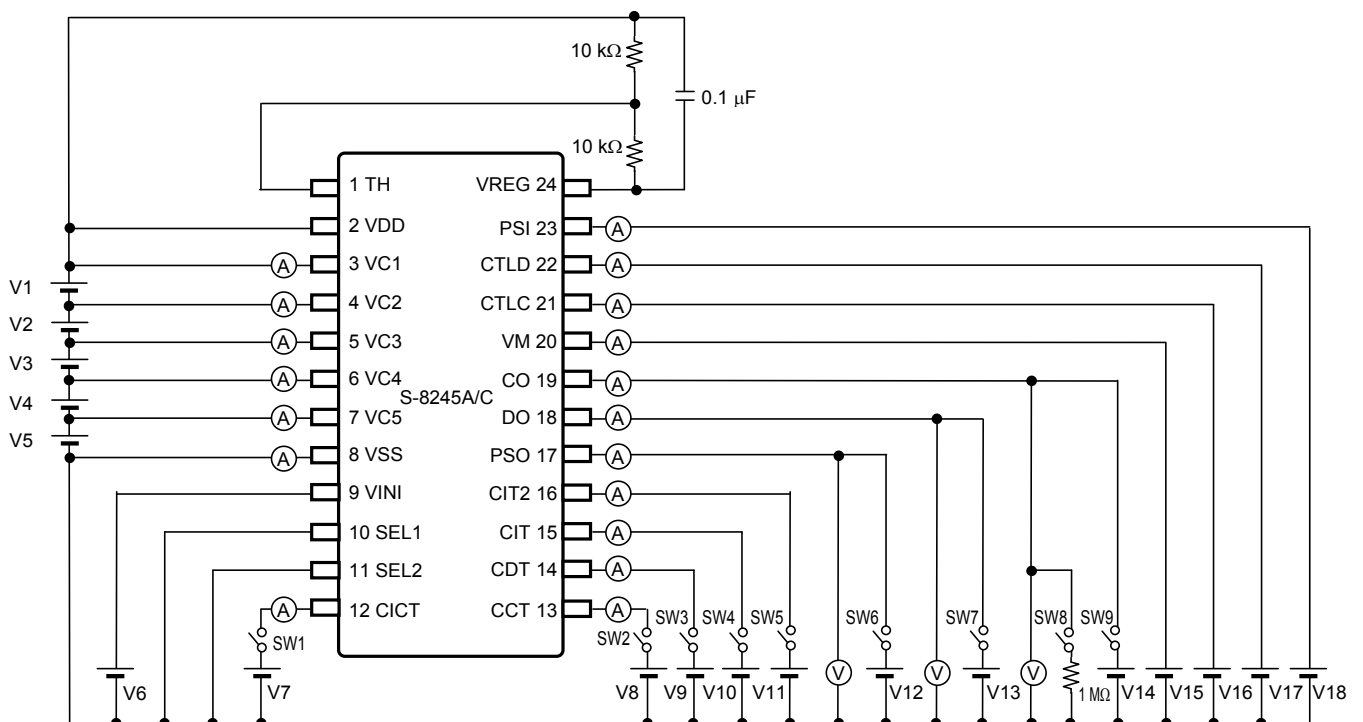 10 kΩ
0.1 μF
10 kΩ
1 TH
VREG 24
2 VDD
PSI 23
A
3 VC1
A
CTLD 22
A
V1
4 VC2
A
CTLC 21
A
V2
5 VC3
A
VM 20
A
V3
6 VC4
A
CO 19
A
S-8245A/C
V4
7 VC5
A
DO 18
A
V5
8 VSS
A
PSO 17
A
9 VINI
CIT2 16
A
10 SEL1
CIT 15
A
11 SEL2
CDT 14
A
12 CICT
A
CCT 13
A
SW1
SW2
SW3
SW4
SW5
SW6
SW7
SW8
SW9
V6
V7
V8
V9
V10
V11
V
V12
V
V13
V
1 MΩ
V14
V15
V16
V17
V18